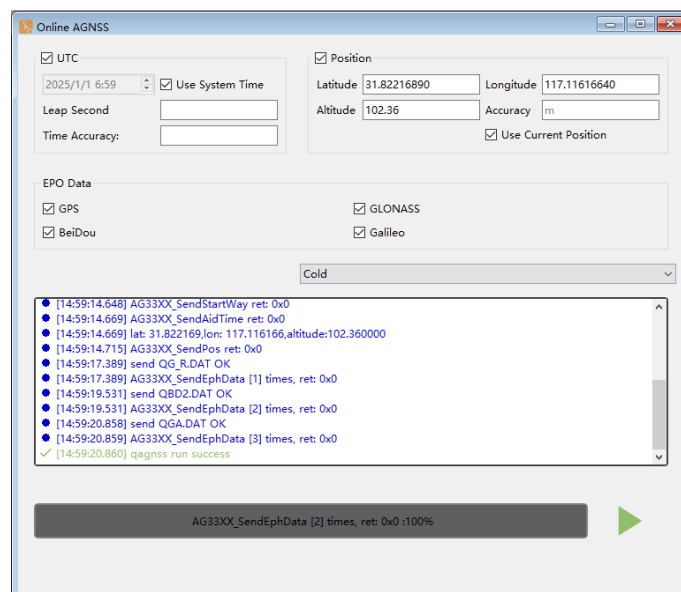 Online AGNSS
UTC
2025/1/1 6:59 Use System Time
Leap Second
Time Accuracy:
Position
Latitude 31.82216890 Longitude 117.11616640
Altitude 102.36 Accuracy m
Use Current Position
EPO Data
GPS GLONASS
BeiDou Galileo
Cold
[14:59:14.648] AG33XX_SendStartWay ret: 0x0
[14:59:14.669] AG33XX_SendAidTime ret: 0x0
[14:59:14.669] lat: 31.822169,lon: 117.116166,altitude:102.360000
[14:59:14.715] AG33XX_SendPos ret: 0x0
[14:59:17.389] send QG_R.DAT OK
[14:59:17.389] AG33XX_SendEphData [1] times, ret: 0x0
[14:59:19.531] send QBD2.DAT OK
[14:59:19.531] AG33XX_SendEphData [2] times, ret: 0x0
[14:59:20.858] send QGA.DAT OK
[14:59:20.859] AG33XX_SendEphData [3] times, ret: 0x0
[14:59:20.860] qagnss run success
AG33XX_SendEphData [2] times, ret: 0x0 :100%